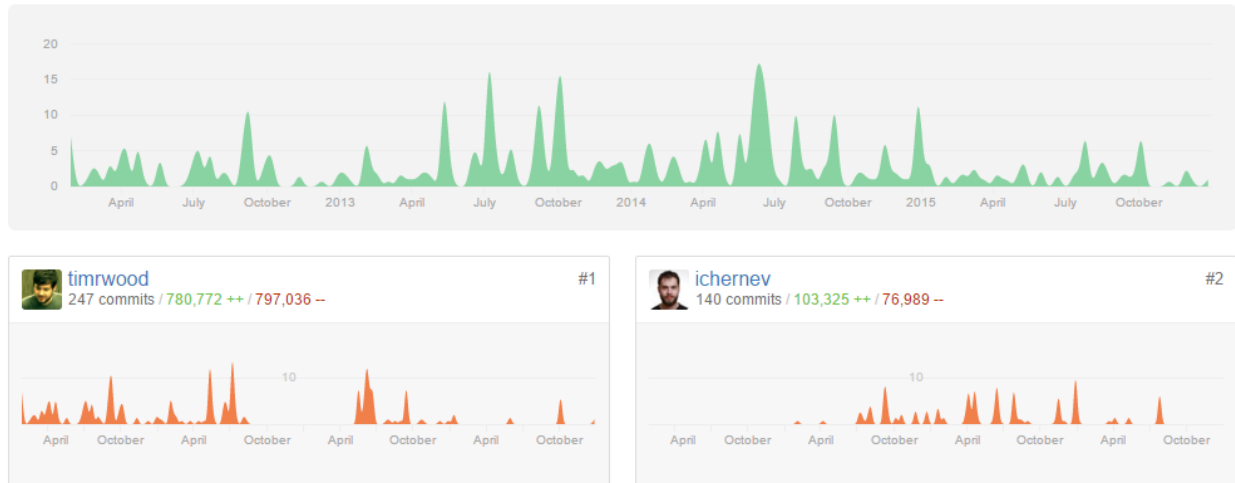 20
15
10
5
0
April July October 2013 April July October 2014 April July October 2015 April July October
timrwood #1
247 commits / 780,772 ++ / 797,036 --
10
April October April October April October April October
ichernev #2
140 commits / 103,325 ++ / 76,989 --
10
April October April October April October April October